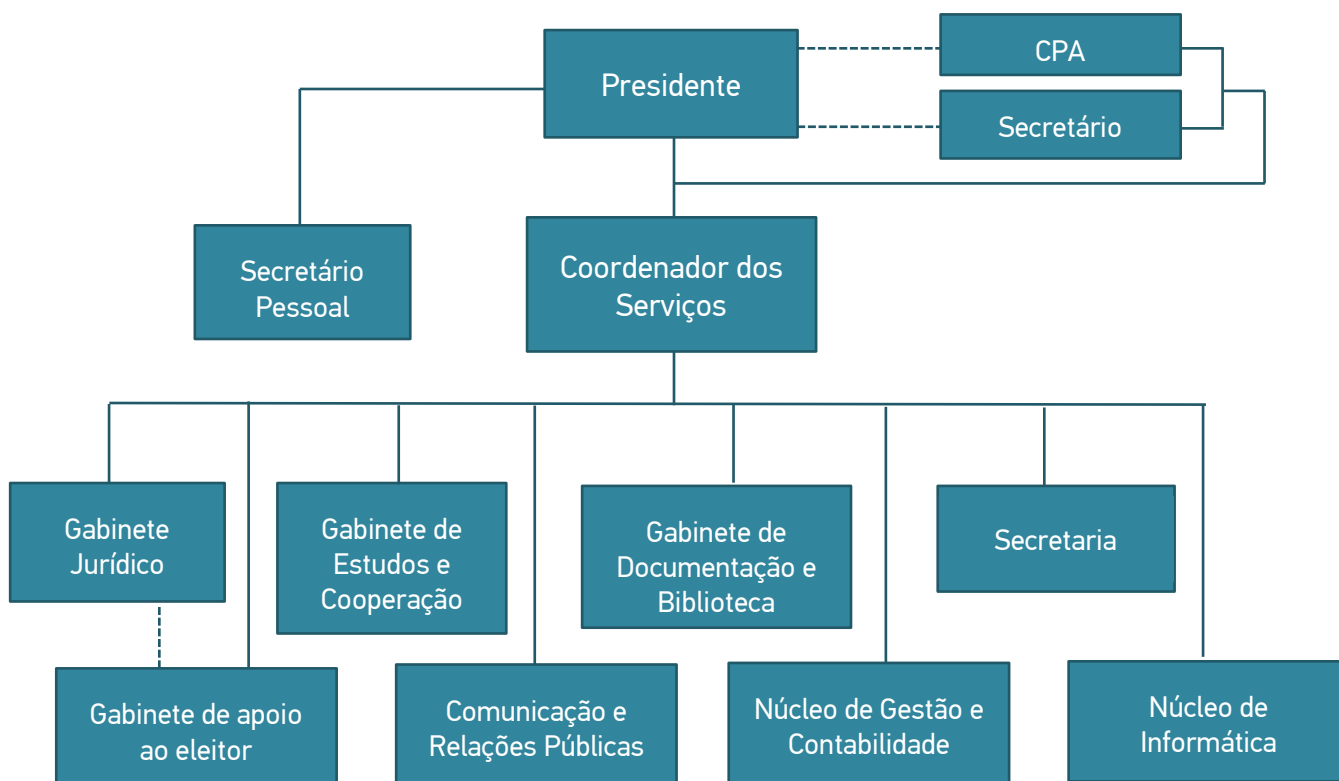 CPA
Presidente
Secretário
Secretário
Pessoal
Coordenador dos
Serviços
Gabinete
Jurídico
Gabinete de
Estudos e
Cooperação
Gabinete de
Documentação e
Biblioteca
Secretaria
Gabinete de apoio
ao eleitor
Comunicação e
Relações Públicas
Núcleo de Gestão e
Contabilidade
Núcleo de
Informática